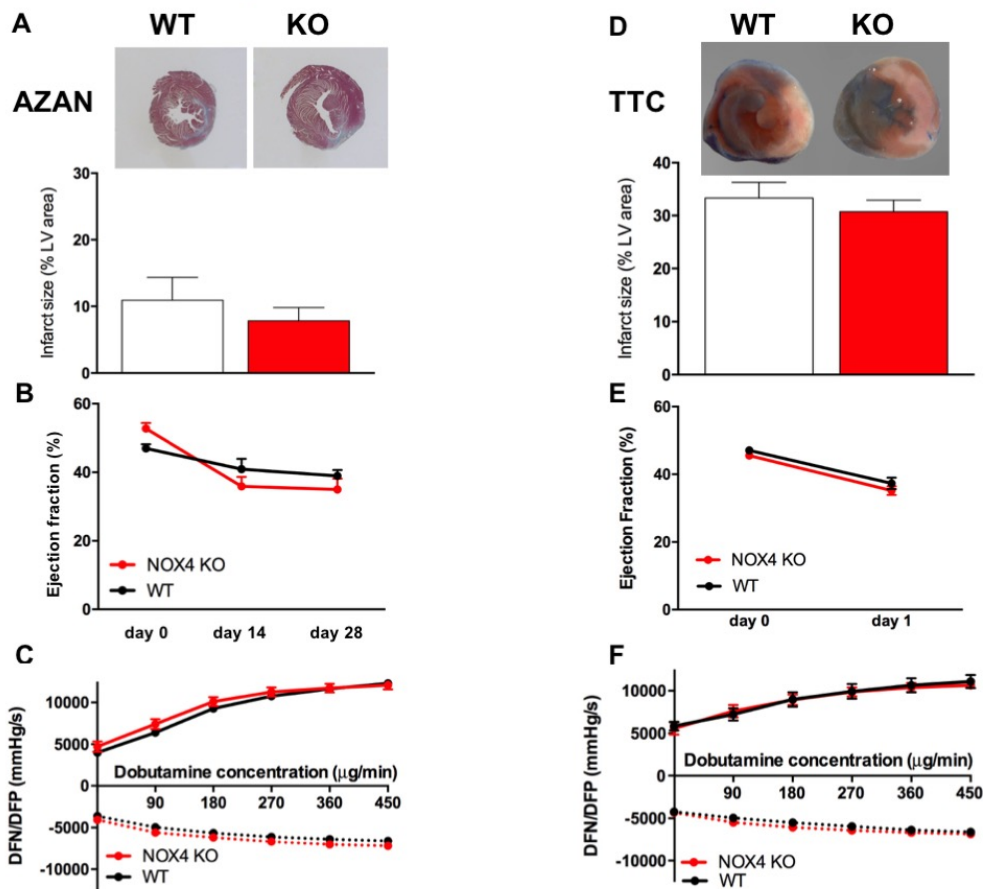 A
WT
KO
AZAN
Infarct size (% LV area)
30
20
10
0
B
Ejection fraction (%)
60
40
20
0
NOX4 KO
WT
day 0
day 14
day 28
C
DFN/DFP (mmHg/s)
10000
5000
0
-5000
-10000
Dobutamine concentration (μg/min)
90
180
270
360
450
NOX4 KO
WT
D
WT
KO
TTC
Infarct size (% LV area)
40
30
20
10
0
E
Ejection Fraction (%)
60
40
20
0
NOX4 KO
WT
day 0
day 1
F
DFN/DFP (mmHg/s)
10000
5000
0
-5000
-10000
Dobutamine concentration (μg/min)
90
180
270
360
450
NOX4 KO
WT